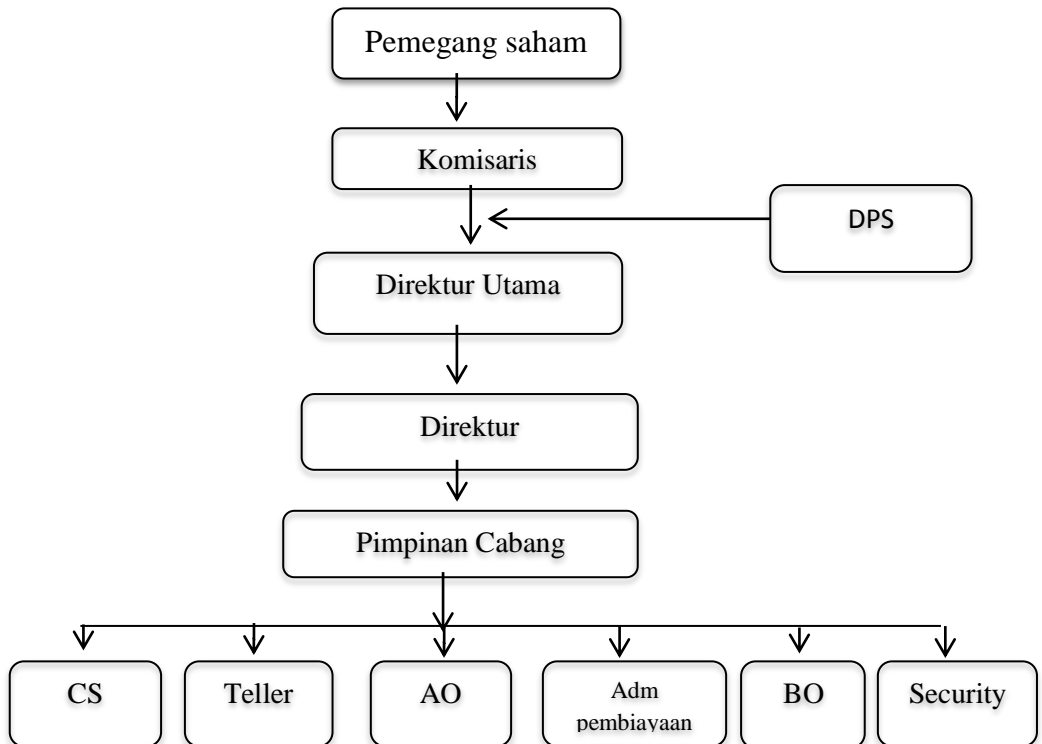 Pemegang saham
Komisaris
DPS
Direktur Utama
Direktur
Pimpinan Cabang
CS
Teller
AO
Adm
pembiayaan
BO
Security